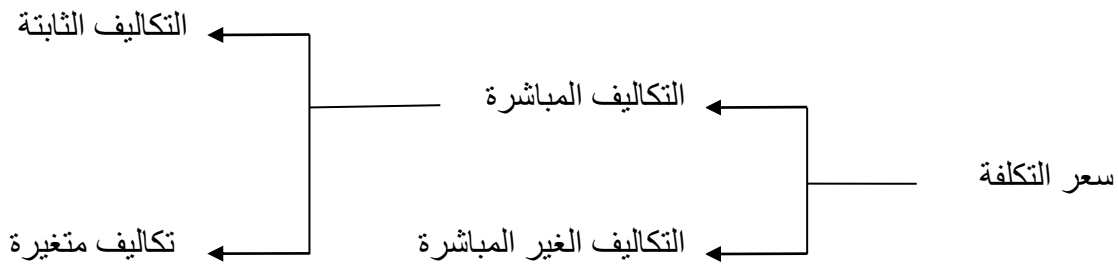 التكاليف الثابتة
التكاليف المباشرة
سعر التكلفة
التكاليف الغير المباشرة
تكاليف متغيرة